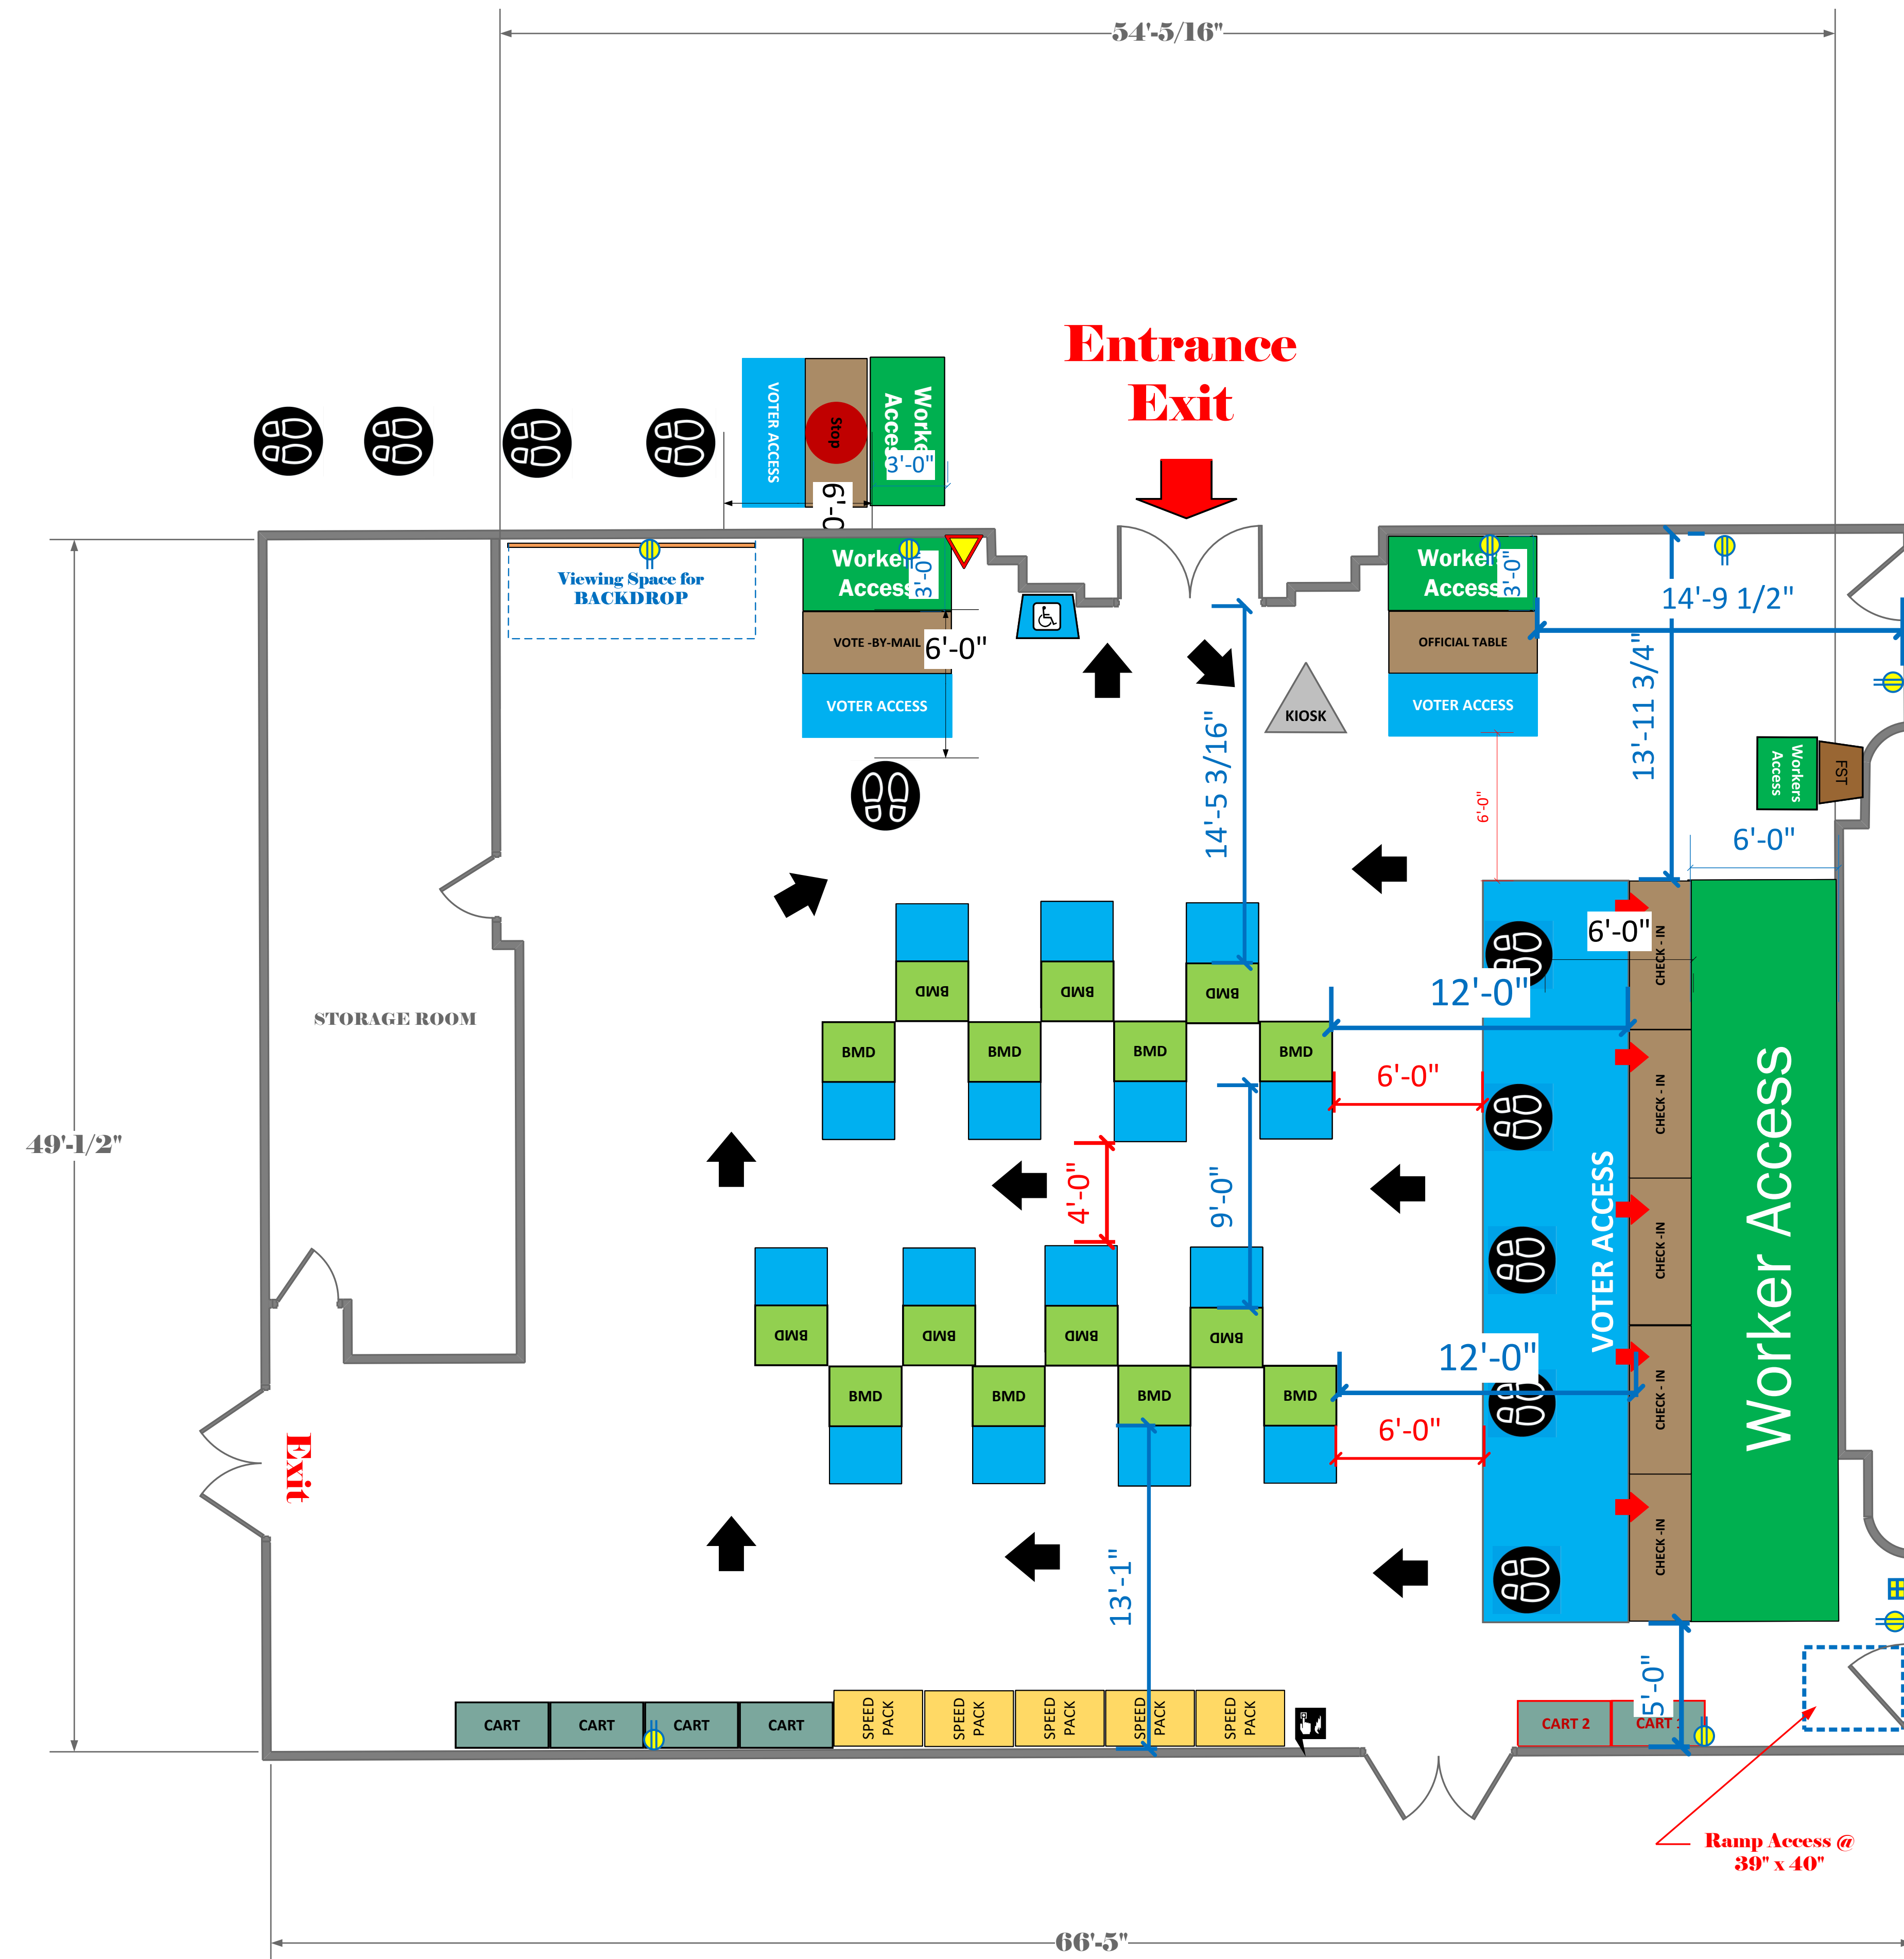 54'-5/16"
Entrance
Exit
VOTER ACCESS
Stop
Worker
Access
3'-0"
6'-0
Viewing Space for
BACKDROP
Worker
Access
3'-0"
VOTE -BY-MAIL
6'-0"
VOTER ACCESS
KIOSK
Worker
Access
3'-0"
OFFICIAL TABLE
VOTER ACCESS
14'-9 1/2"
13'-11 3/4"
14'-5 3/16"
6'-0"
Workers
Access
FST
6'-0"
STORAGE ROOM
BMD
BMD
BMD
BMD
BMD
BMD
BMD
12'-0"
6'-0"
6'-0"
CHECK - IN
CHECK - IN
CHECK -IN
CHECK - IN
CHECK -IN
VOTER ACCESS
Worker Access
49'-1/2"
4'-0"
9'-0"
BMD
BMD
BMD
BMD
BMD
BMD
BMD
BMD
12'-0"
6'-0"
Exit
13'-1"
5'-0"
CART
CART
CART
CART
SPEED
PACK
SPEED
PACK
SPEED
PACK
SPEED
PACK
SPEED
PACK
CART 2
CART 1
Ramp Access @
39" x 40"
66'-5"